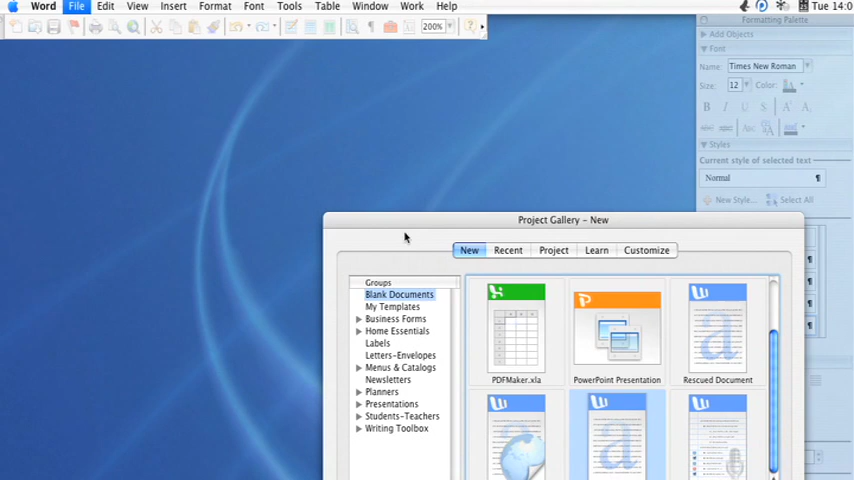 Word File Edit View Insert Format Font Tools Table Window Work Help Tue 14:0
200%
Formatting Palette
Add Objects
Font
Name: Times New Roman
Size: 12 Color:
B I U S A A
Abc
Styles
Current style of selected text
Normal
New Style... Select All
Project Gallery - New
New Recent Project Learn Customize
Groups
Blank Documents
My Templates
Business Forms
Home Essentials
Labels
Letters-Envelopes
Menus & Catalogs
Newsletters
Planners
Presentations
Students-Teachers
Writing Toolbox
PDFMaker.xla PowerPoint Presentation Rescued Document